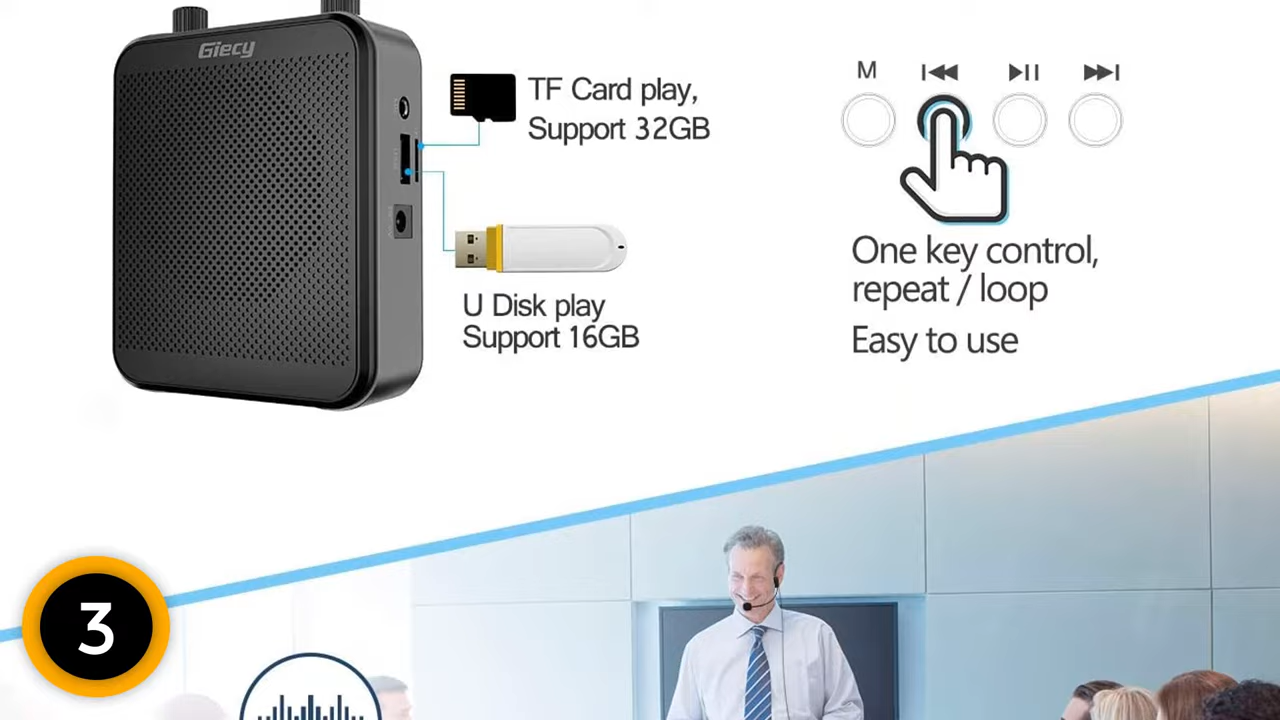 Giecy
TF Card play,
Support 32GB
U Disk play
Support 16GB
M
One key control,
repeat / loop
Easy to use
3